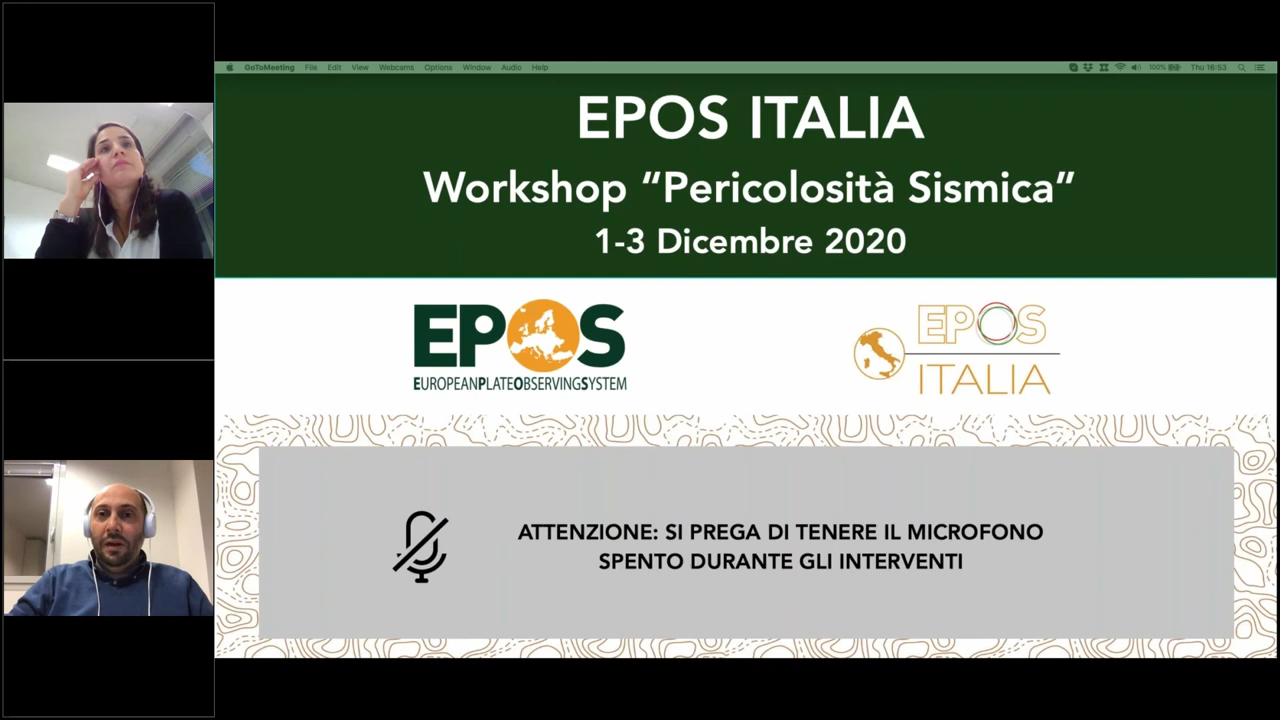 GoToMeeting File Edit View Webcams Options Window Audio Help 100% Thu 16:53
EPOS ITALIA
Workshop “Pericolosità Sismica”
1-3 Dicembre 2020
EPOS
EUROPEANPLATEOBSERVINGSYSTEM
EPOS
ITALIA
ATTENZIONE: SI PREGA DI TENERE IL MICROFONO
SPENTO DURANTE GLI INTERVENTI